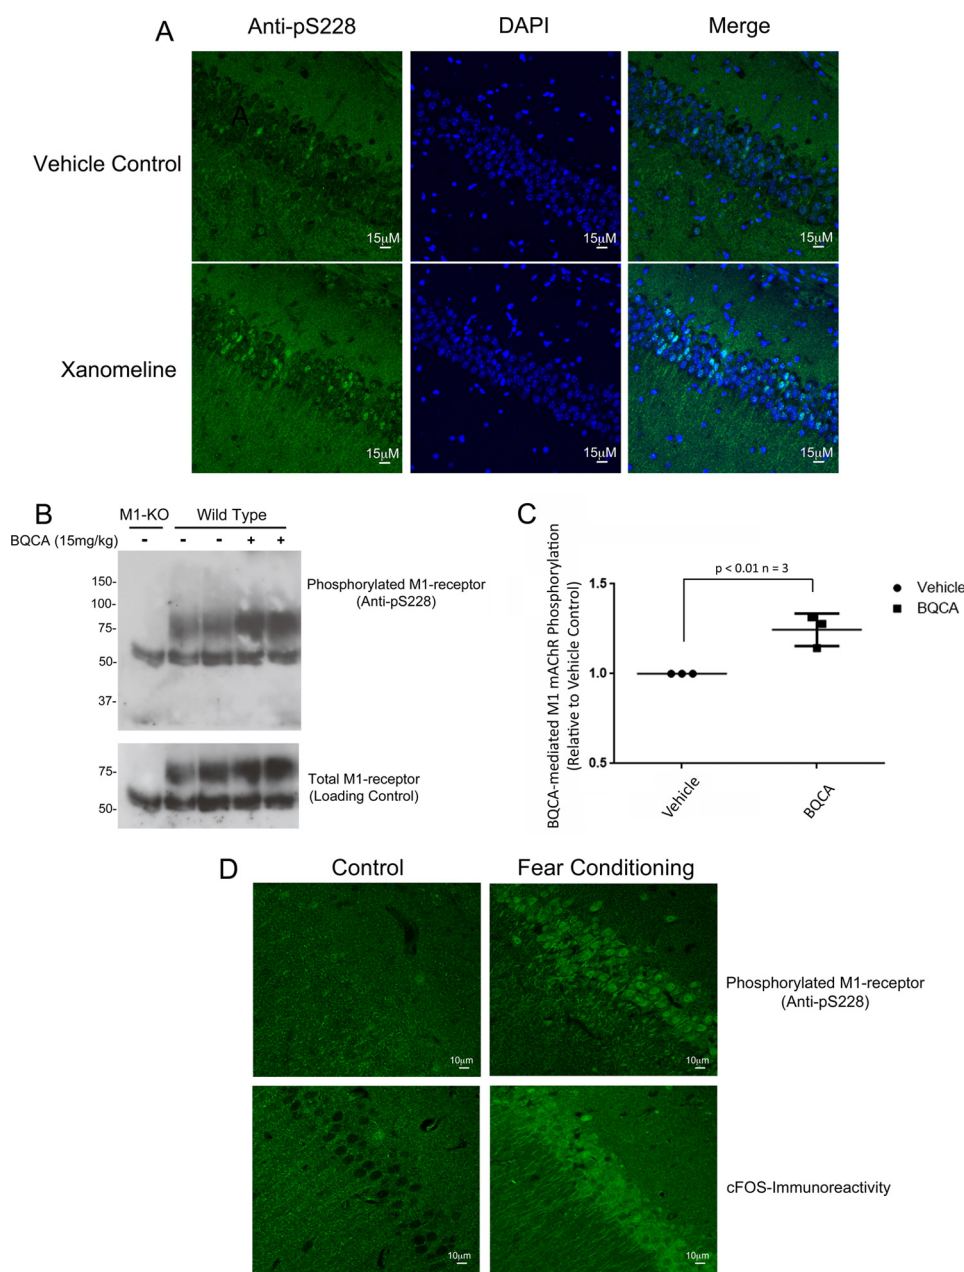 A
Anti-pS228
DAPI
Merge
Vehicle Control
A
15µM
15µM
15µM
Xanomeline
15µM
15µM
15µM
B
M1-KO
Wild Type
BQCA (15mg/kg)
- - - + +
150-
100-
75-
50-
37-
Phosphorylated M1-receptor
(Anti-pS228)
75-
50-
Total M1-receptor
(Loading Control)
C
p < 0.01 n = 3
Vehicle
BQCA
BQCA-mediated M1 mAChR Phosphorylation
(Relative to Vehicle Control)
1.5
1.0
0.5
Vehicle
BQCA
D
Control
Fear Conditioning
10µm
10µm
Phosphorylated M1-receptor
(Anti-pS228)
10µm
10µm
cFOS-Immunoreactivity